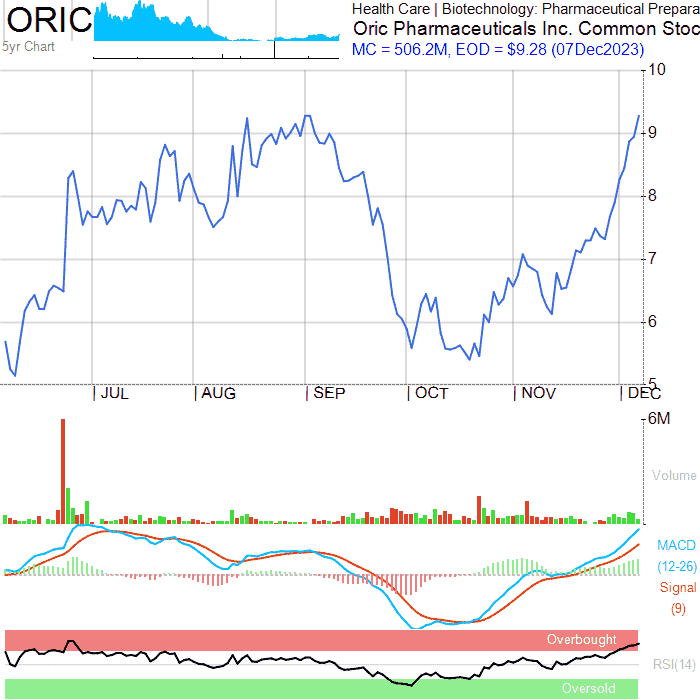 ORIC
5yr Chart
Health Care | Biotechnology: Pharmaceutical Prepara
Oric Pharmaceuticals Inc. Common Stoc
MC = 506.2M, EOD = $9.28 (07Dec2023)
10
9
8
7
6
5
JUL AUG SEP OCT NOV DEC
6M
Volume
MACD
(12-26)
Signal
(9)
Overbought
RSI(14)
Oversold